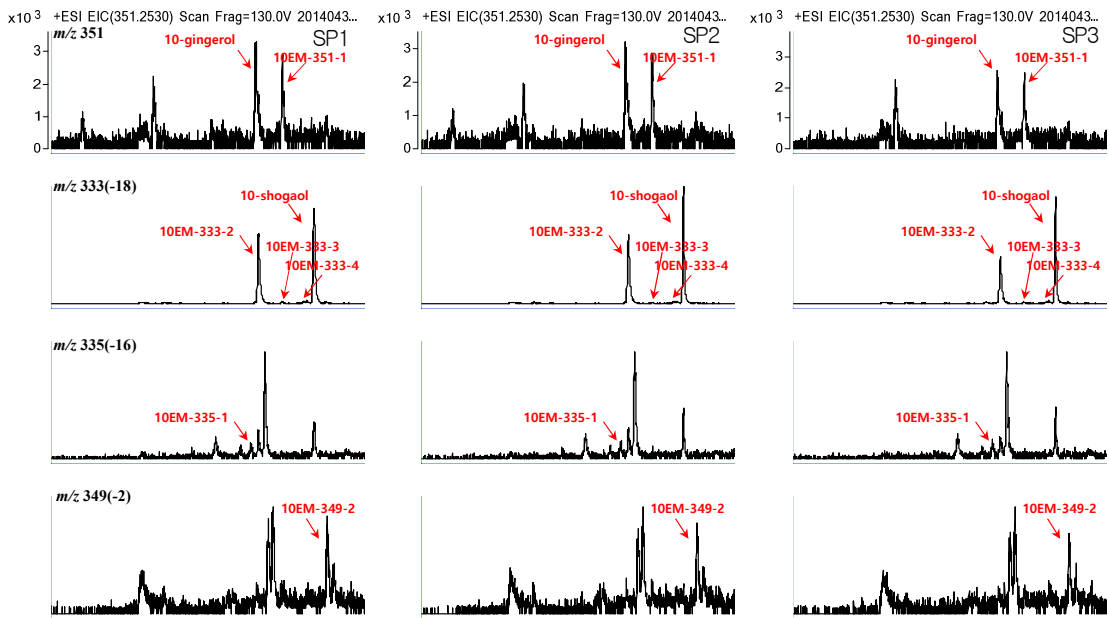 +ESI EIC(351.2530) Scan Frag=130.0V 2014043...
x10 3
m/z 351
SP1
10-gingerol
10EM-351-1
3
2
1
0
+ESI EIC(351.2530) Scan Frag=130.0V 2014043...
x10 3
SP2
10-gingerol
10EM-351-1
3
2
1
0
+ESI EIC(351.2530) Scan Frag=130.0V 2014043...
x10 3
SP3
10-gingerol
10EM-351-1
3
2
1
0
m/z 333(-18)
10-shogaol
10EM-333-2
10EM-333-3
10EM-333-4
10-shogaol
10EM-333-2
10EM-333-3
10EM-333-4
10-shogaol
10EM-333-2
10EM-333-3
10EM-333-4
m/z 335(-16)
10EM-335-1
10EM-335-1
10EM-335-1
m/z 349(-2)
10EM-349-2
10EM-349-2
10EM-349-2